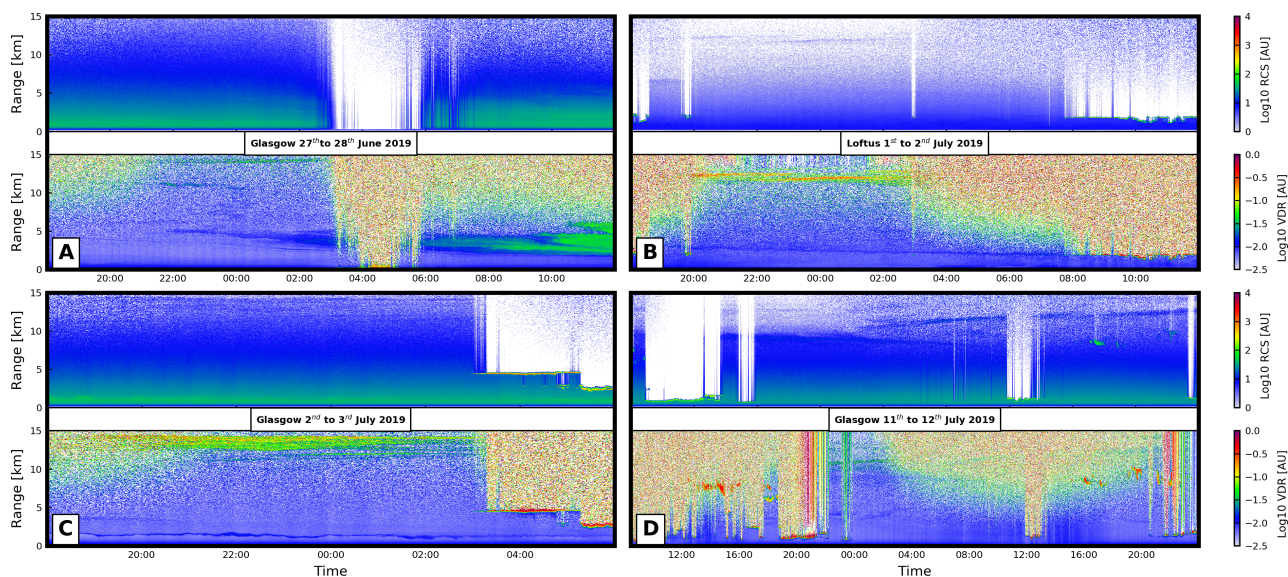 15
10
5
0
Range [km]
4
3
2
1
0
Log10 RCS [AU]
Glasgow 27th to 28th June 2019
Loftus 1st to 2nd July 2019
15
10
5
0
Range [km]
A
B
0.0
−0.5
−1.0
−1.5
−2.0
−2.5
Log10 VDR [AU]
20:00 22:00 00:00 02:00 04:00 06:00 08:00 10:00
20:00 22:00 00:00 02:00 04:00 06:00 08:00 10:00
15
10
5
0
Range [km]
4
3
2
1
0
Log10 RCS [AU]
Glasgow 2nd to 3rd July 2019
Glasgow 11th to 12th July 2019
15
10
5
0
Range [km]
C
D
0.0
−0.5
−1.0
−1.5
−2.0
−2.5
Log10 VDR [AU]
20:00 22:00 00:00 02:00 04:00
12:00 16:00 20:00 00:00 04:00 08:00 12:00 16:00 20:00
Time
Time